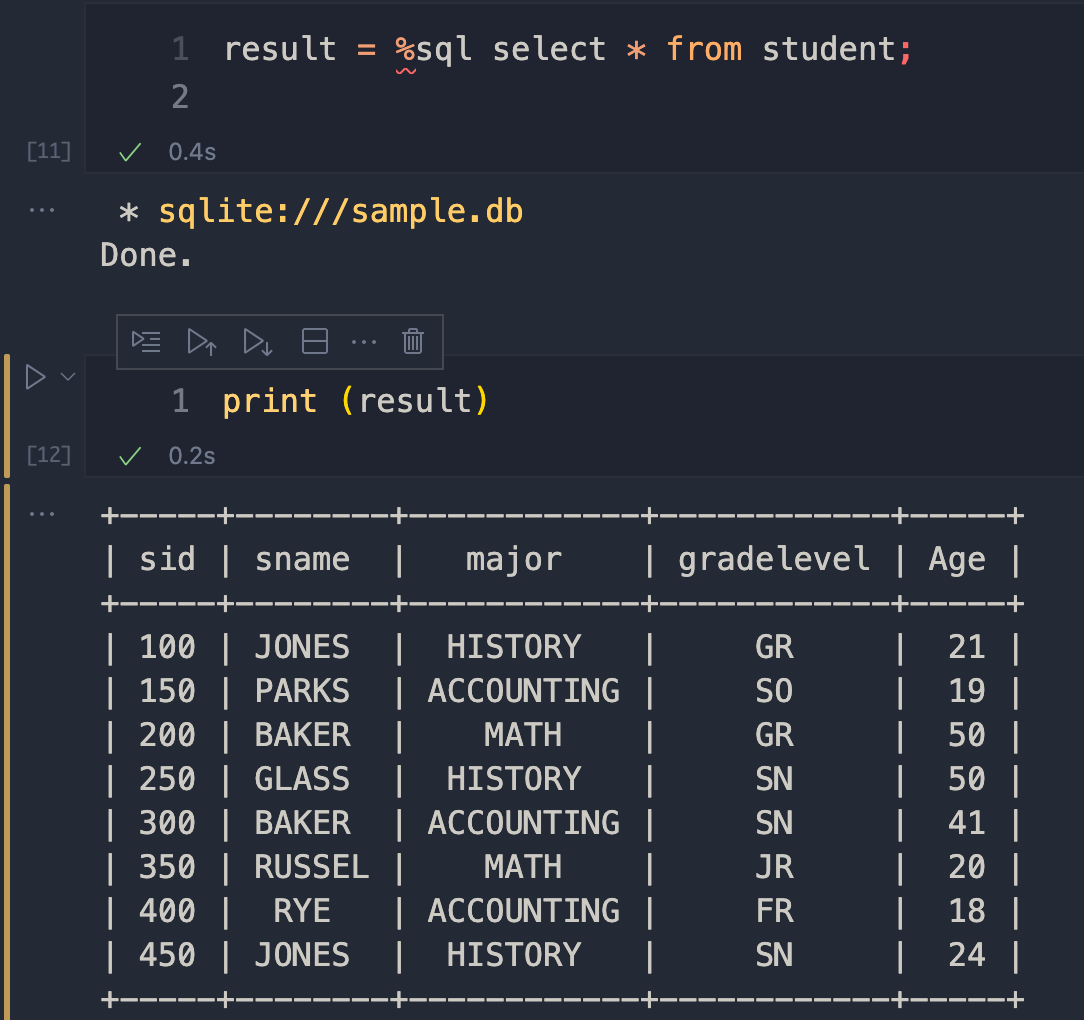 1 result = %sql select * from student;
2
[11] 0.4s
... * sqlite:///sample.db
Done.
1 print (result)
[12] 0.2s
...
+-----+--------+------------+------------+-----+
| sid | sname  |   major    | gradelevel | Age |
+-----+--------+------------+------------+-----+
| 100 | JONES  |  HISTORY   |     GR     |  21 |
| 150 | PARKS  | ACCOUNTING |     SO     |  19 |
| 200 | BAKER  |    MATH    |     GR     |  50 |
| 250 | GLASS  |  HISTORY   |     SN     |  50 |
| 300 | BAKER  | ACCOUNTING |     SN     |  41 |
| 350 | RUSSEL |    MATH    |     JR     |  20 |
| 400 |  RYE   | ACCOUNTING |     FR     |  18 |
| 450 | JONES  |  HISTORY   |     SN     |  24 |
+-----+--------+------------+------------+-----+